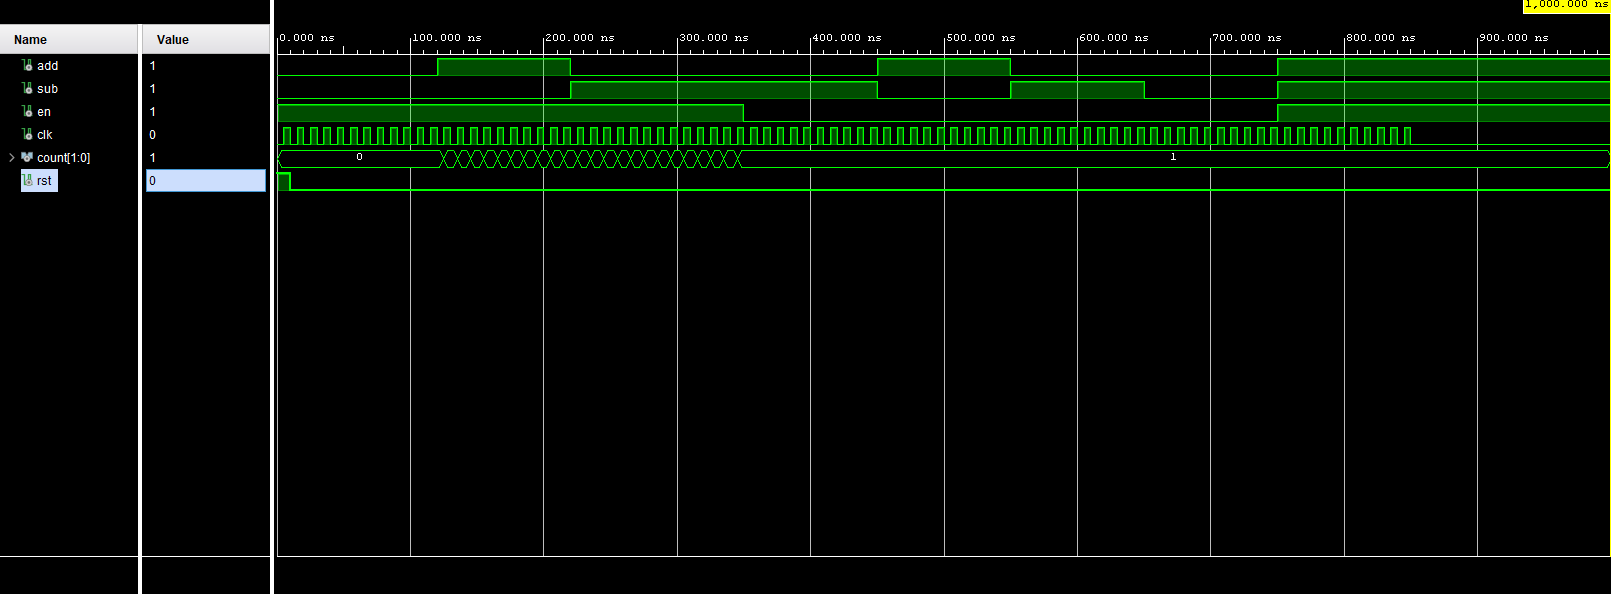 1,000.000 ns
Name Value 0.000 ns 100.000 ns 200.000 ns 300.000 ns 400.000 ns 500.000 ns 600.000 ns 700.000 ns 800.000 ns 900.000 ns
add 1
sub 1
en 1
clk 0
count[1:0] 1 0 1
rst 0